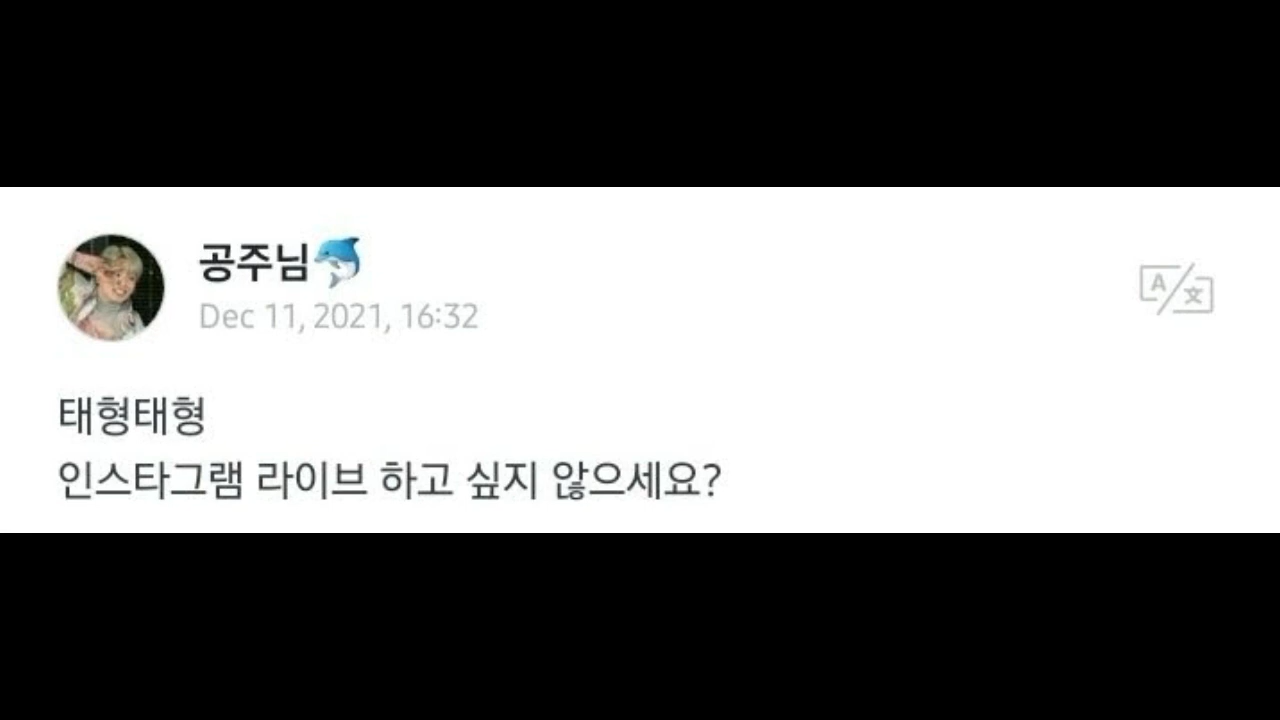 공주님🐬
Dec 11, 2021, 16:32
A/文
태형태형
인스타그램 라이브 하고 싶지 않으세요?